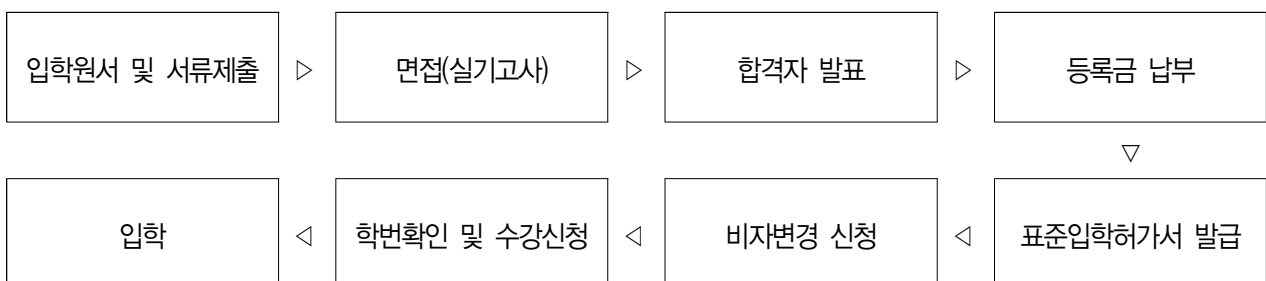 입학원서 및 서류제출 ▷ 면접(실기고사) ▷ 합격자 발표 ▷ 등록금 납부
▽
입학 ◁ 학번확인 및 수강신청 ◁ 비자변경 신청 ◁ 표준입학허가서 발급